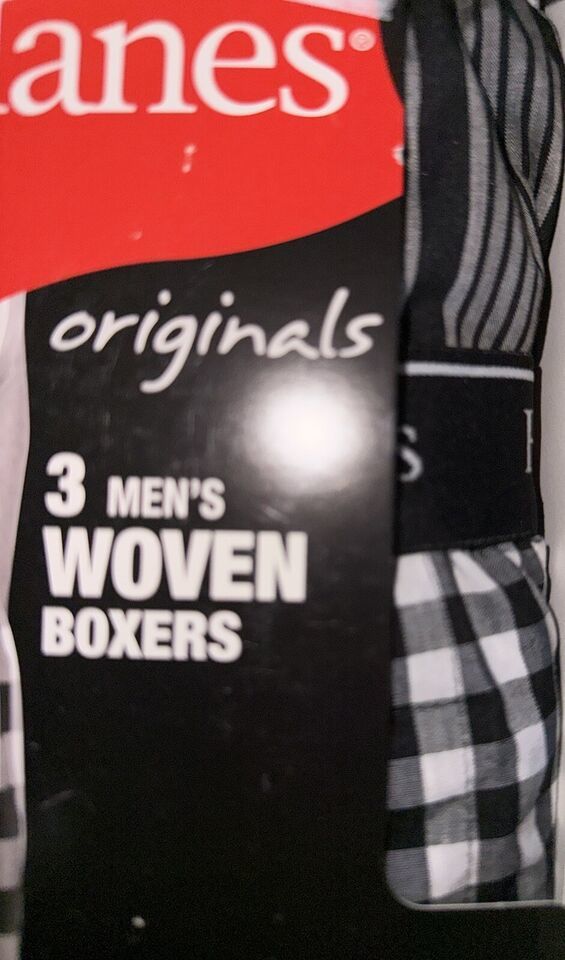 anes®
originals
3 MEN'S
WOVEN
BOXERS
s